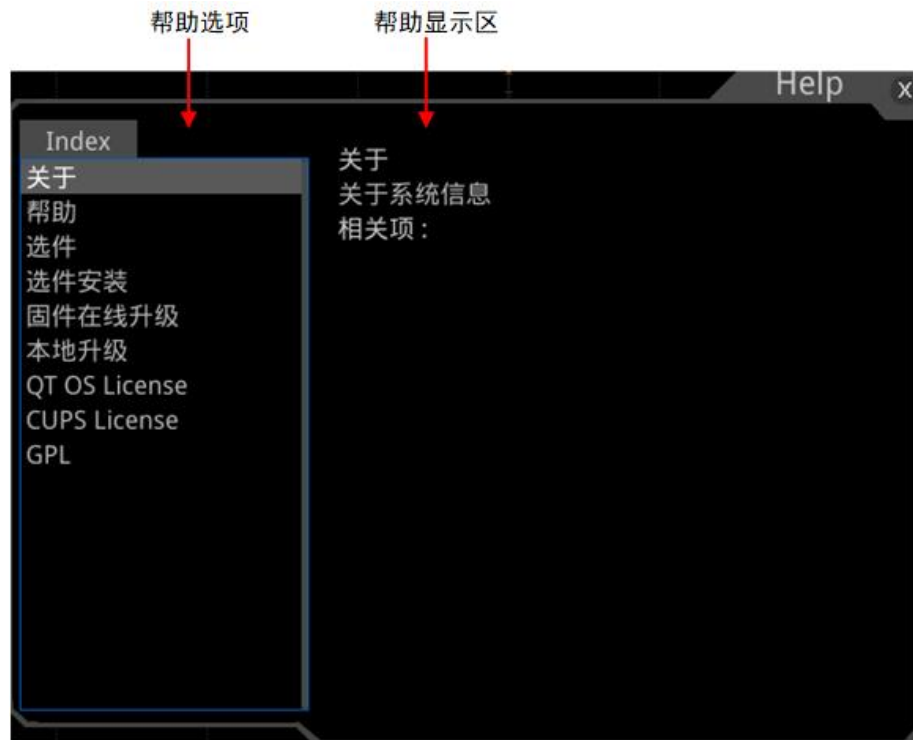 帮助选项 帮助显示区
Help X
Index
关于
帮助
选件
选件安装
固件在线升级
本地升级
QT OS License
CUPS License
GPL
关于
关于系统信息
相关项：